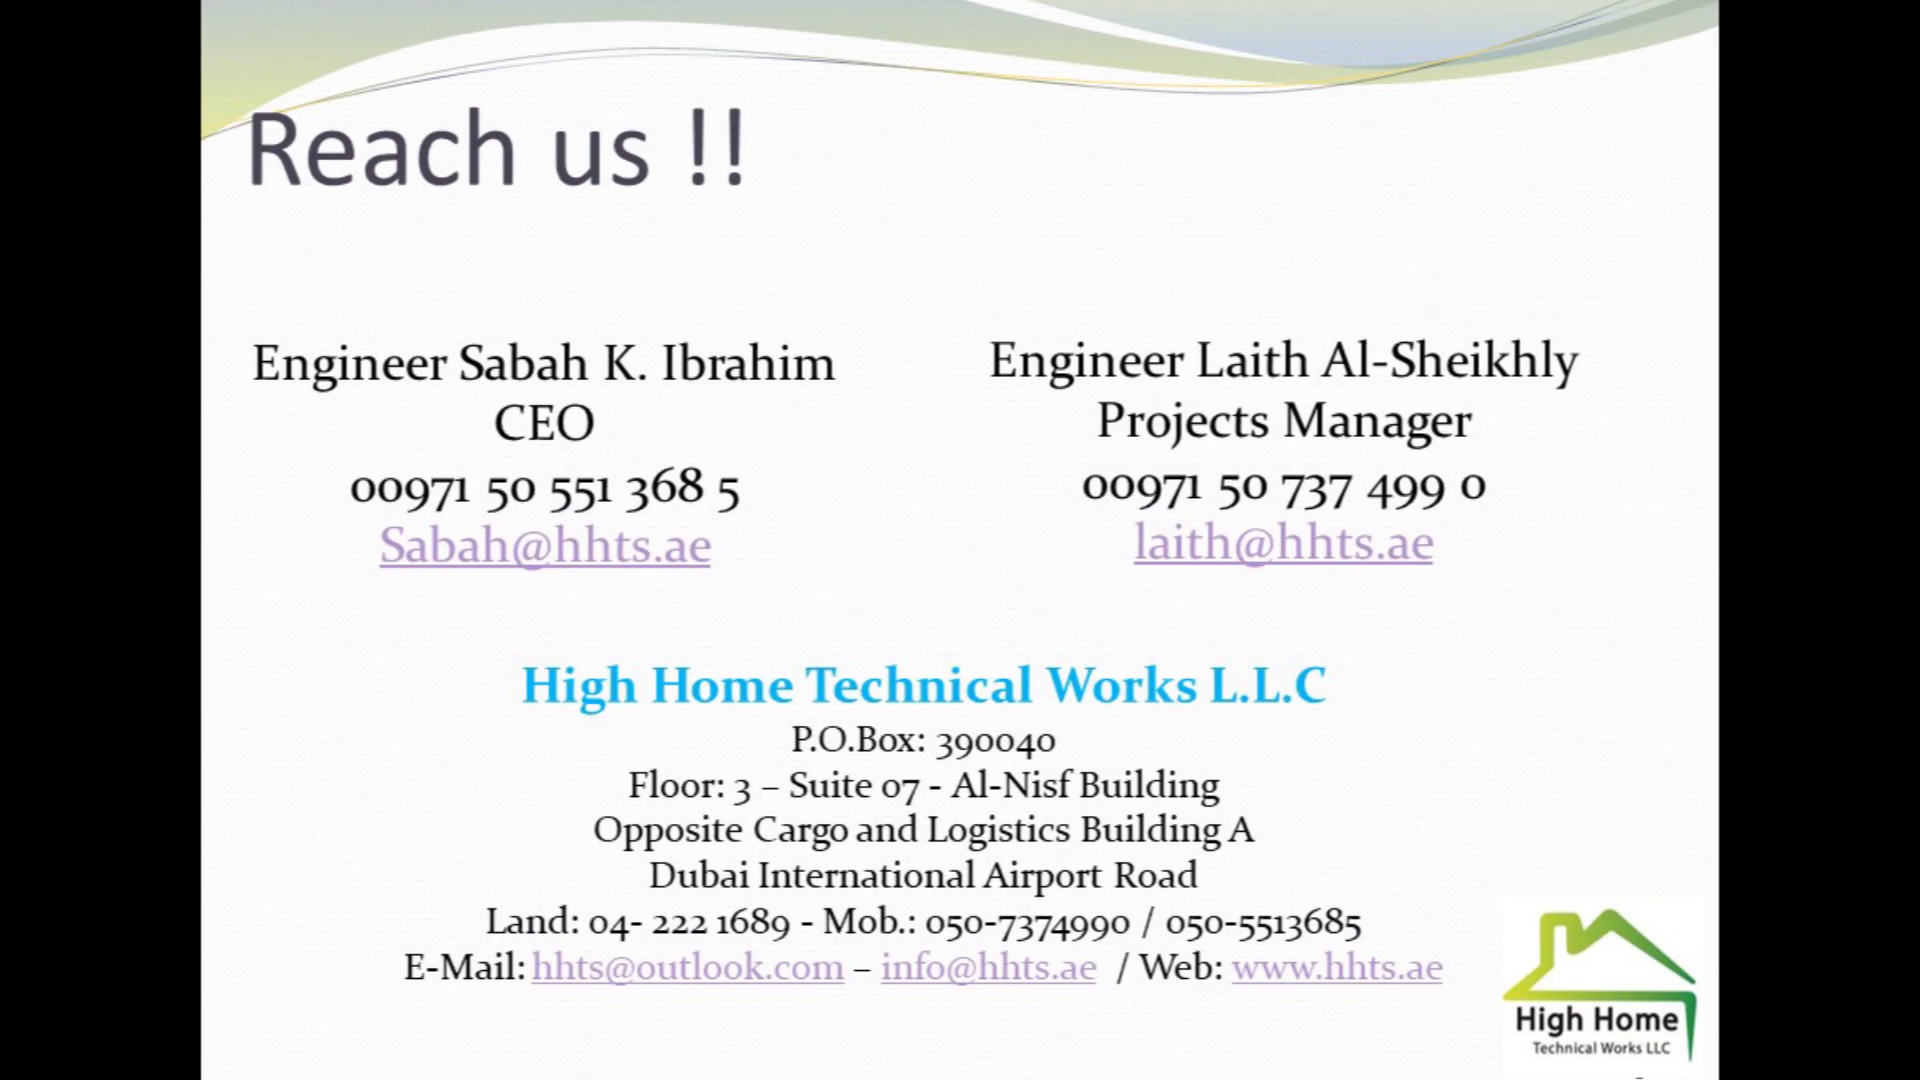 Reach us !!
Engineer Sabah K. Ibrahim
CEO
00971 50 551 368 5
Sabah@hhts.ae
Engineer Laith Al-Sheikhly
Projects Manager
00971 50 737 499 0
laith@hhts.ae
High Home Technical Works L.L.C
P.O.Box: 390040
Floor: 3 – Suite 07 - Al-Nisf Building
Opposite Cargo and Logistics Building A
Dubai International Airport Road
Land: 04- 222 1689 - Mob.: 050-7374990 / 050-5513685
E-Mail: hhts@outlook.com – info@hhts.ae / Web: www.hhts.ae
High Home
Technical Works LLC